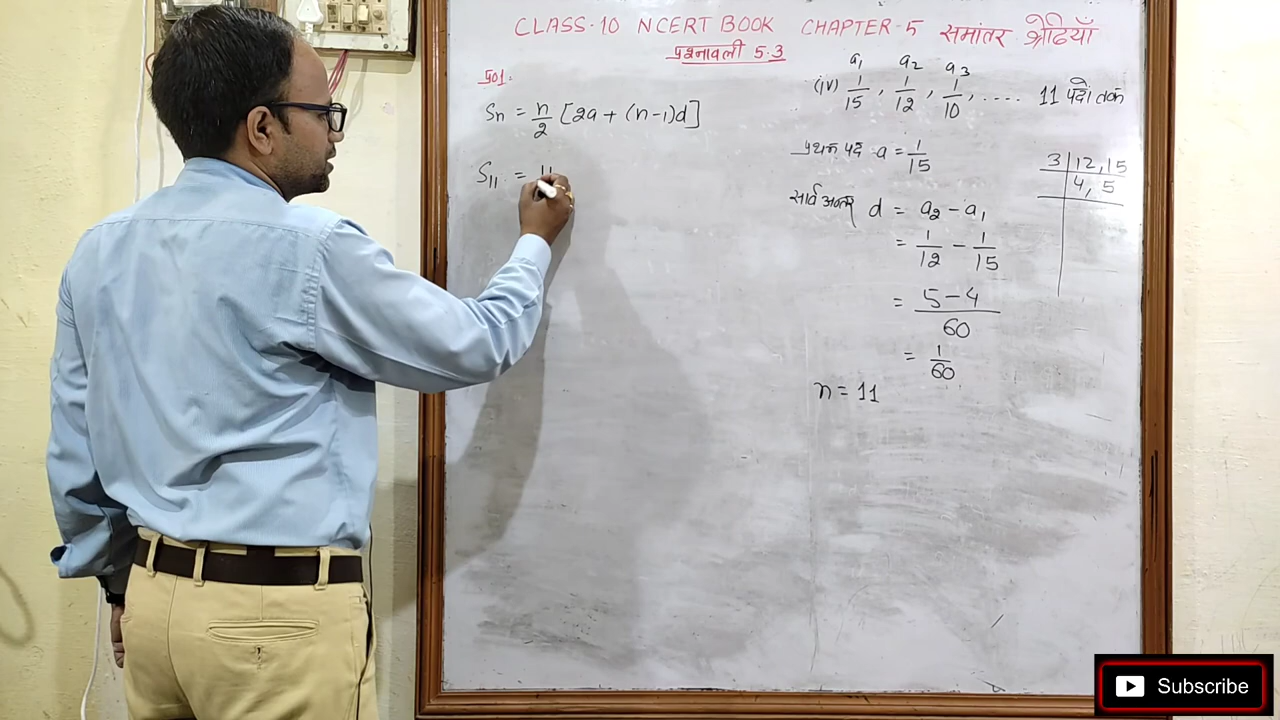 CLASS-10 NCERT BOOK CHAPTER-5 समांतर श्रेढियाँ
प्रश्नावली 5.3
प्र01.
Sn = n/2 [2a + (n-1)d]
S11 = 11
a1 a2 a3
(iv) 1/15, 1/12, 1/10, .... 11 पदों तक
प्रथम पद a = 1/15
सार्व अन्तर d = a2 - a1
= 1/12 - 1/15
= 5-4/60
= 1/60
n = 11
3 | 12, 15
4, 5
Subscribe